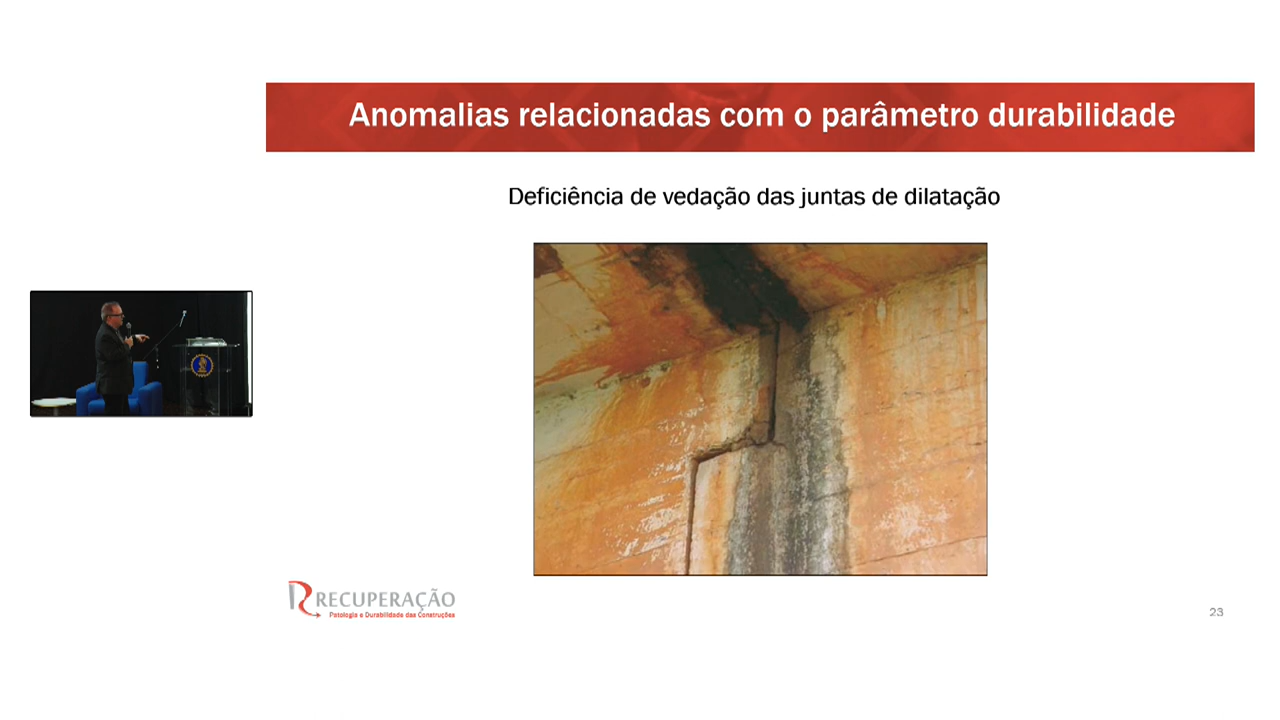 Anomalias relacionadas com o parâmetro durabilidade
Deficiência de vedação das juntas de dilatação
RECUPERAÇÃO
Patologia e Durabilidade das Construções
23